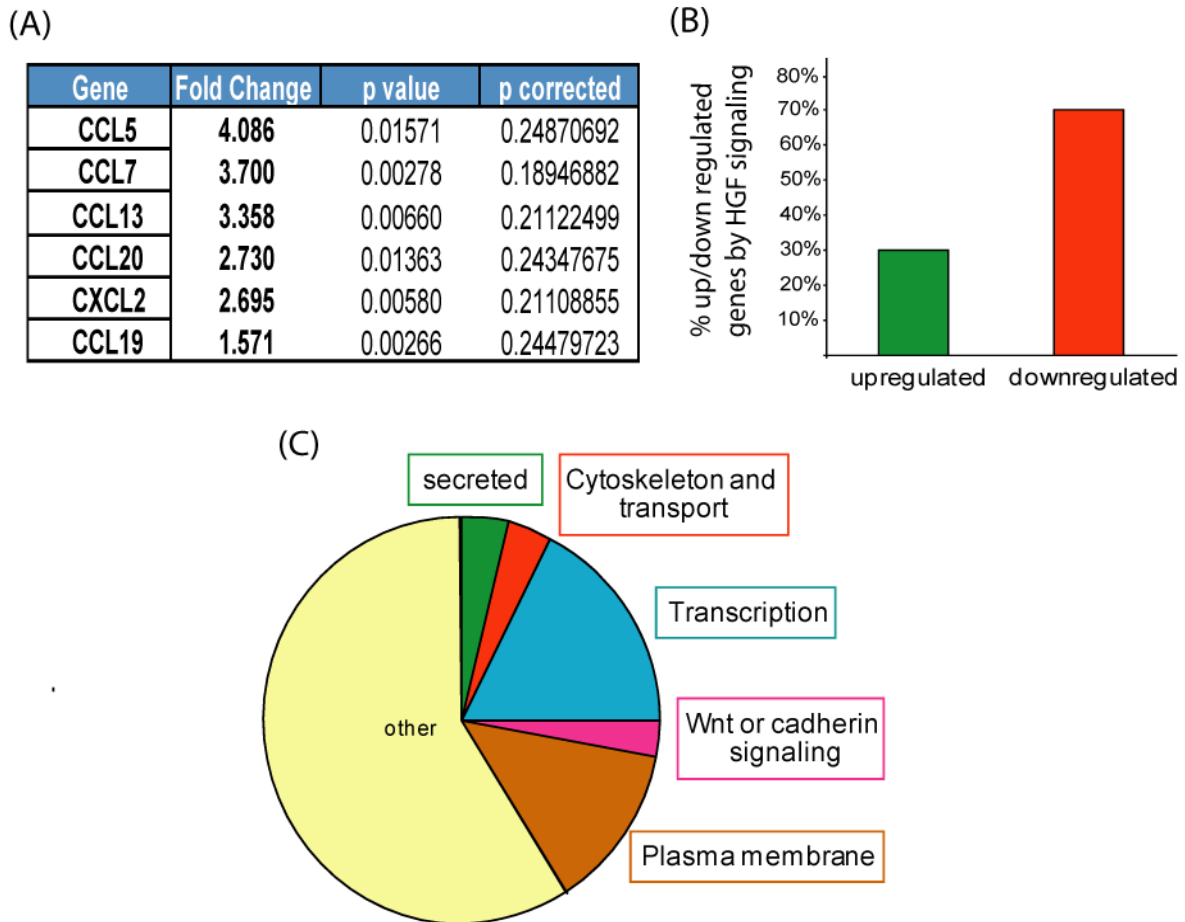 (A)
Gene Fold Change p value p corrected
CCL5 4.086 0.01571 0.24870692
CCL7 3.700 0.00278 0.18946882
CCL13 3.358 0.00660 0.21122499
CCL20 2.730 0.01363 0.24347675
CXCL2 2.695 0.00580 0.21108855
CCL19 1.571 0.00266 0.24479723
(B)
% up/down regulated
genes by HGF signaling
80%
70%
60%
50%
40%
30%
20%
10%
upregulated downregulated
(C)
secreted
Cytoskeleton and
transport
Transcription
Wnt or cadherin
signaling
Plasma membrane
other